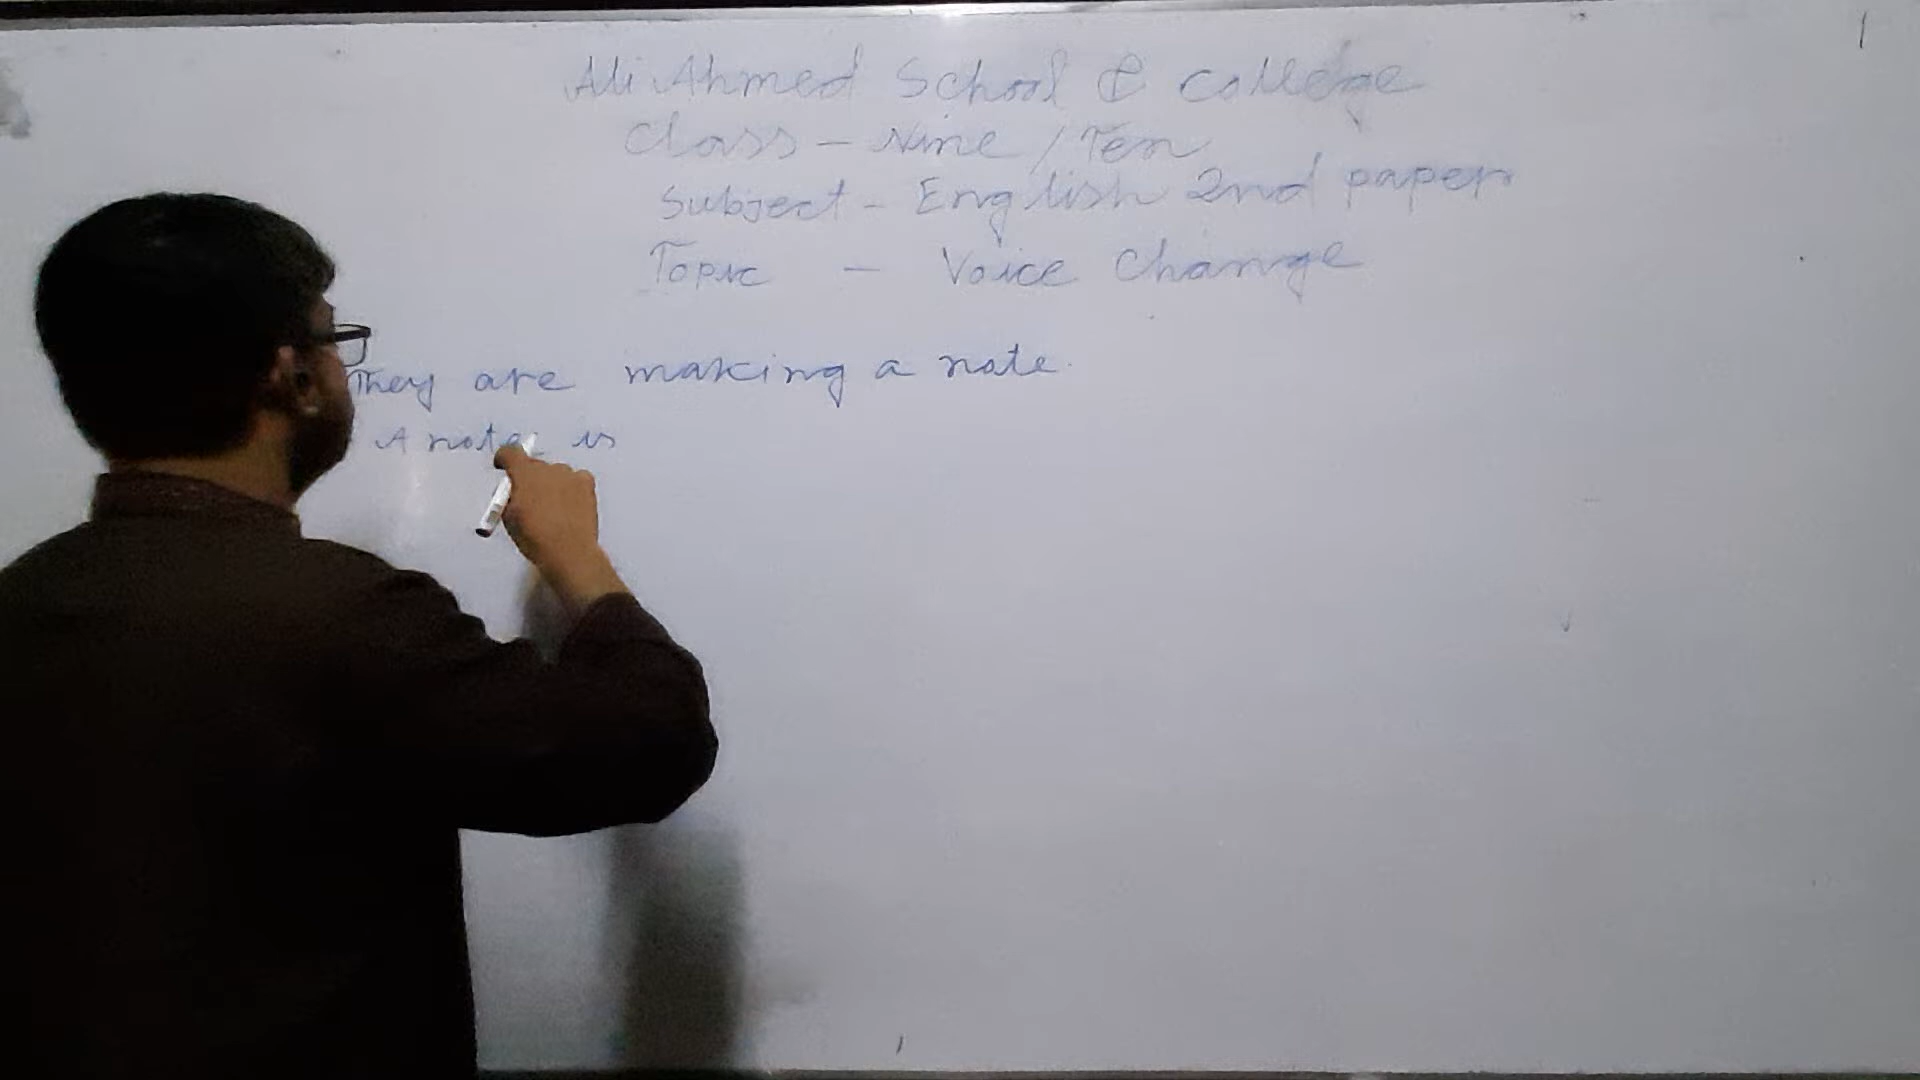 Ali Ahmed School & College
Class - Nine / Ten
Subject - English 2nd paper
Topic - Voice Change
They are making a note.
A note is